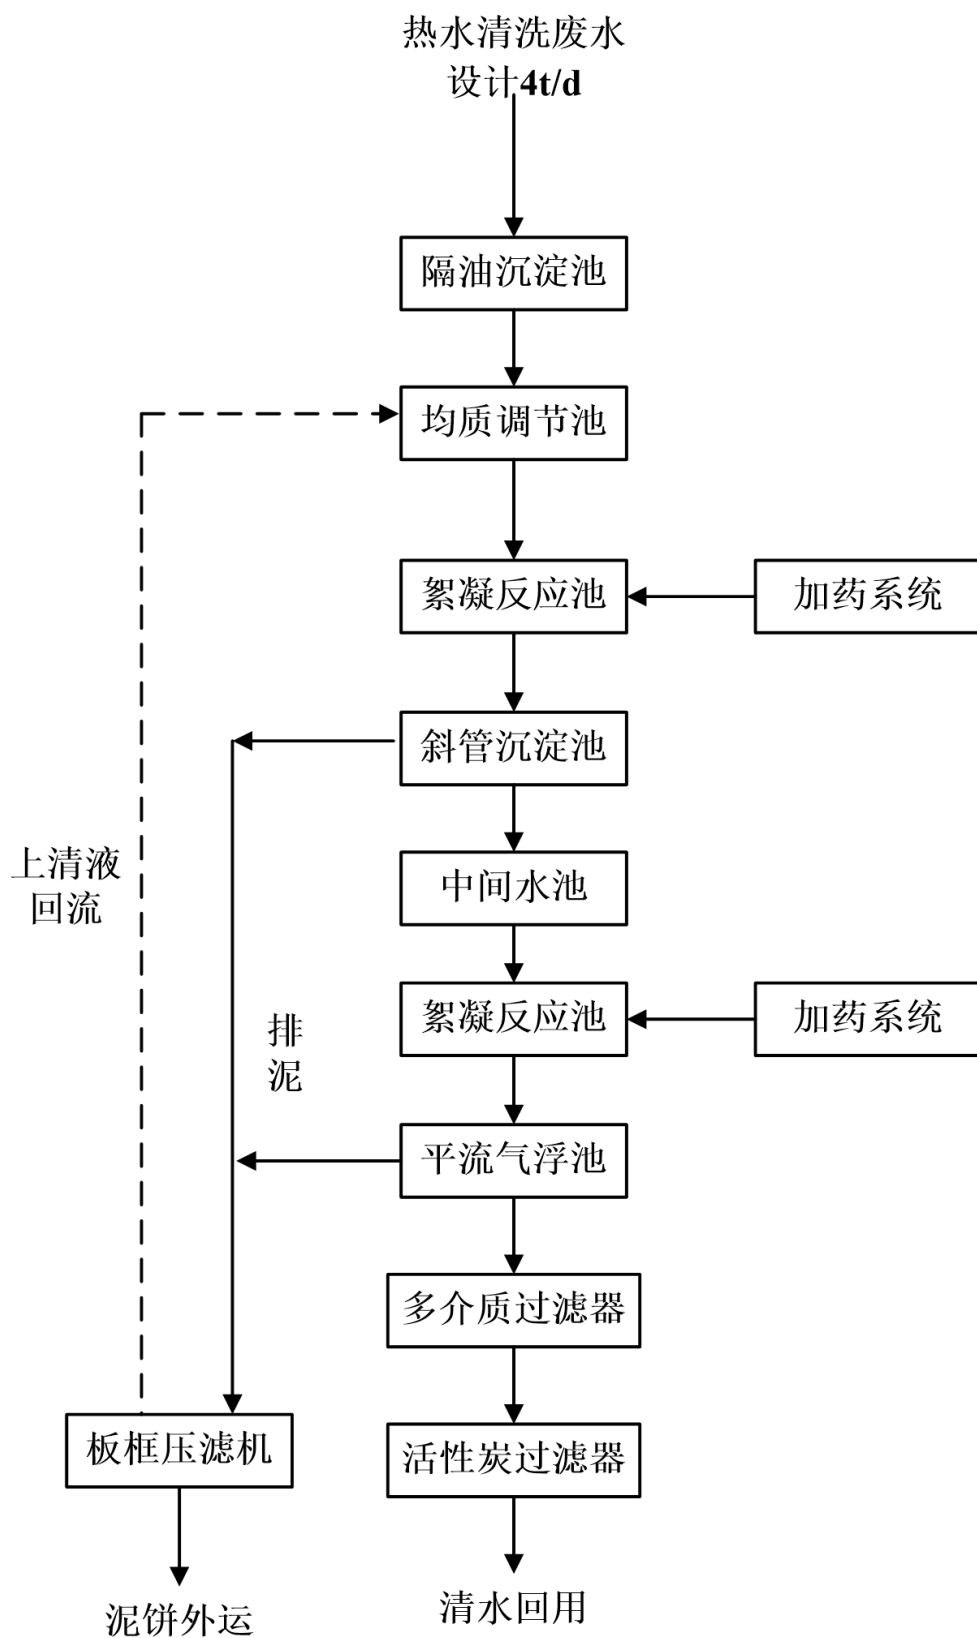 热水清洗废水
设计4t/d
隔油沉淀池
均质调节池
絮凝反应池
加药系统
斜管沉淀池
上清液
回流
中间水池
絮凝反应池
加药系统
排
泥
平流气浮池
多介质过滤器
板框压滤机
活性炭过滤器
泥饼外运
清水回用